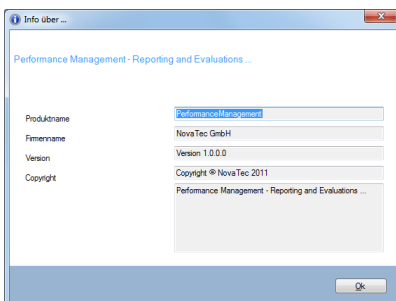 Info über ...
Performance Management - Reporting and Evaluations ...
Produktname PerformanceManagement
Firmenname NovaTec GmbH
Version Version 1.0.0.0
Copyright Copyright © NovaTec 2011
Performance Management - Reporting and Evaluations ...
Ok